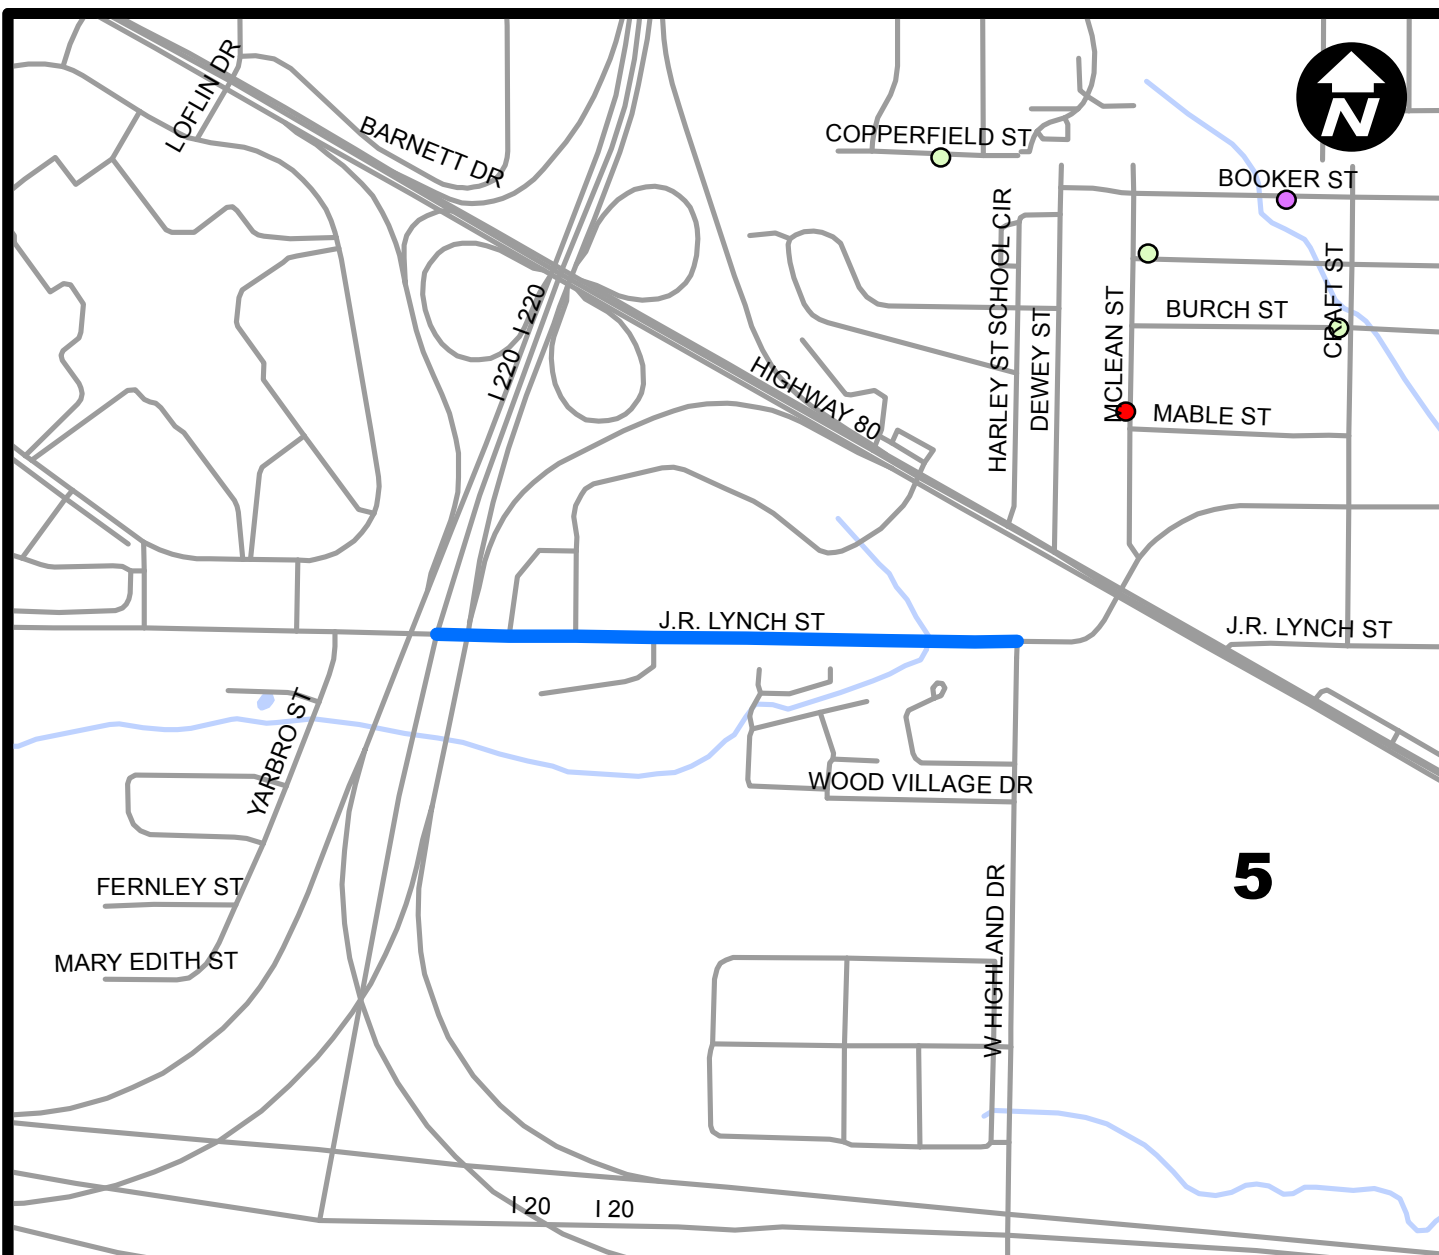 LOFLIN DR
BARNETT DR
COPPERFIELD ST
N
BOOKER ST
HARLEY ST SCHOOL CIR
CRAFT ST
I 220
I 220
BURCH ST
DEWEY ST
MCLEAN ST
HIGHWAY 80
MABLE ST
J.R. LYNCH ST
J.R. LYNCH ST
YARBRO ST
WOOD VILLAGE DR
5
FERNLEY ST
W HIGHLAND DR
MARY EDITH ST
I 20
I 20